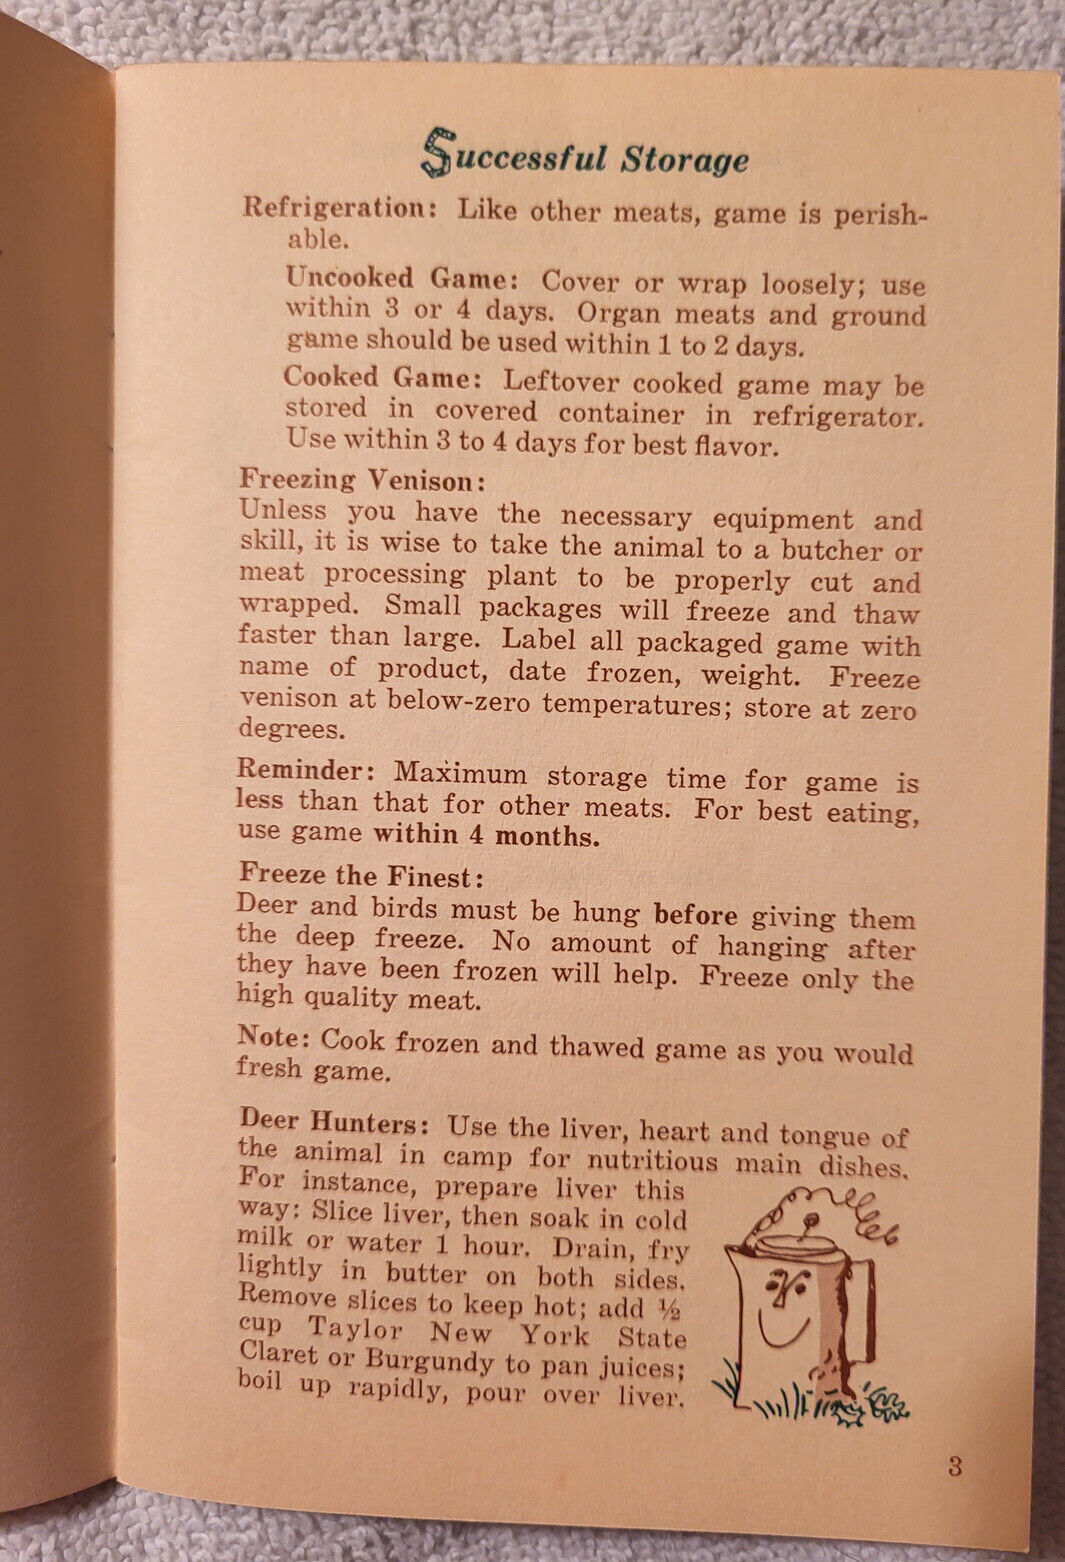 Successful Storage
Refrigeration: Like other meats, game is perish-
able.
Uncooked Game: Cover or wrap loosely; use
within 3 or 4 days. Organ meats and ground
game should be used within 1 to 2 days.
Cooked Game: Leftover cooked game may be
stored in covered container in refrigerator.
Use within 3 to 4 days for best flavor.
Freezing Venison:
Unless you have the necessary equipment and
skill, it is wise to take the animal to a butcher or
meat processing plant to be properly cut and
wrapped. Small packages will freeze and thaw
faster than large. Label all packaged game with
name of product, date frozen, weight. Freeze
venison at below-zero temperatures; store at zero
degrees.
Reminder: Maximum storage time for game is
less than that for other meats. For best eating,
use game within 4 months.
Freeze the Finest:
Deer and birds must be hung before giving them
the deep freeze. No amount of hanging after
they have been frozen will help. Freeze only the
high quality meat.
Note: Cook frozen and thawed game as you would
fresh game.
Deer Hunters: Use the liver, heart and tongue of
the animal in camp for nutritious main dishes.
For instance, prepare liver this
way: Slice liver, then soak in cold
milk or water 1 hour. Drain, fry
lightly in butter on both sides.
Remove slices to keep hot; add ½
cup Taylor New York State
Claret or Burgundy to pan juices;
boil up rapidly, pour over liver.
3